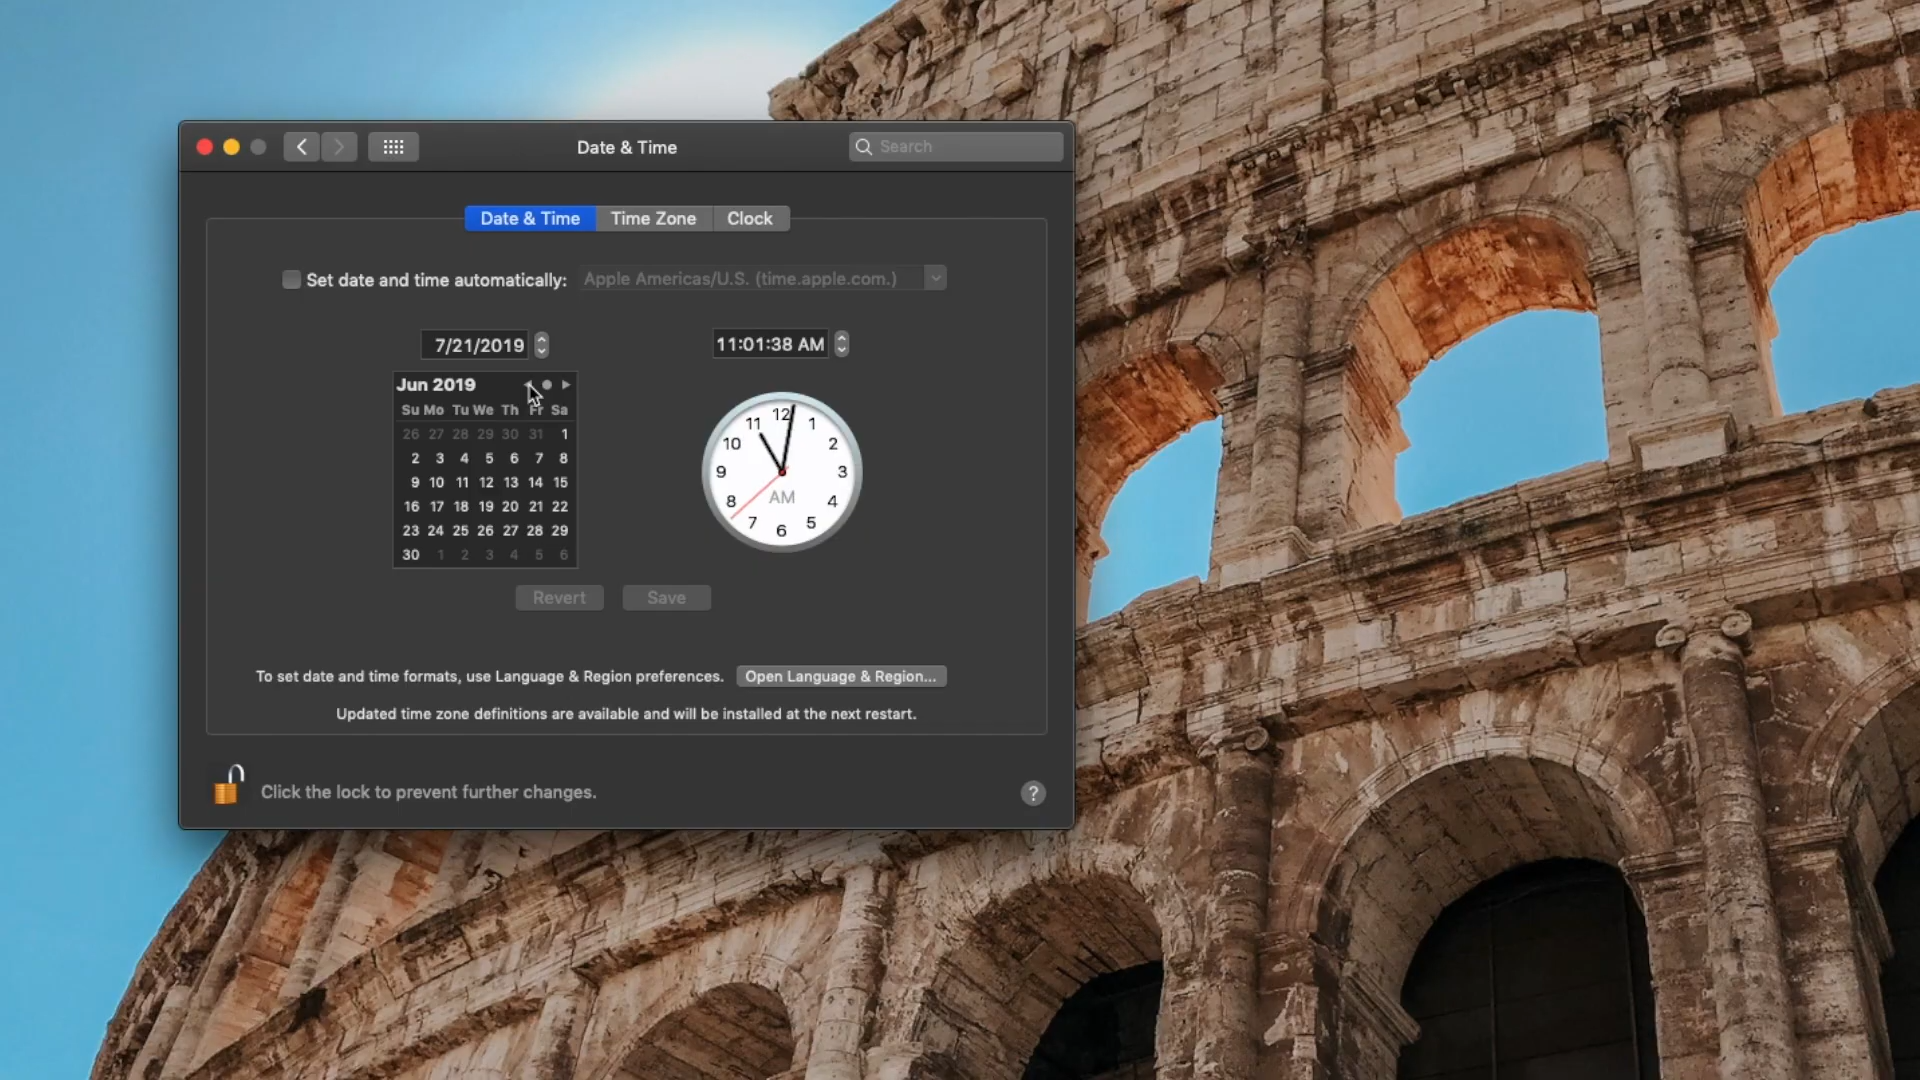 Date & Time
Search
Date & Time Time Zone Clock
Set date and time automatically: Apple Americas/U.S. (time.apple.com.)
7/21/2019
11:01:38 AM
Jun 2019
Su Mo Tu We Th Fr Sa
26 27 28 29 30 31 1
2 3 4 5 6 7 8
9 10 11 12 13 14 15
16 17 18 19 20 21 22
23 24 25 26 27 28 29
30 1 2 3 4 5 6
12
11 1
10 2
9 3
AM
8 4
7 5
6
Revert Save
To set date and time formats, use Language & Region preferences. Open Language & Region...
Updated time zone definitions are available and will be installed at the next restart.
Click the lock to prevent further changes. ?